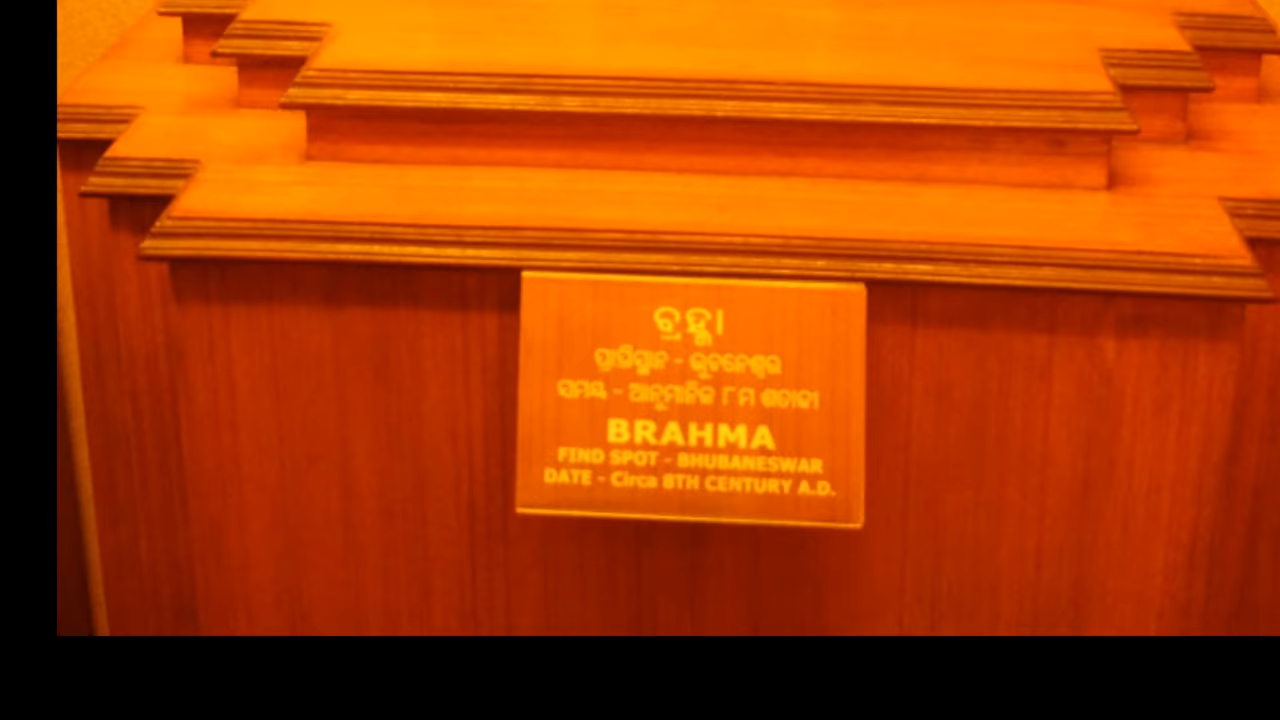 ବ୍ରହ୍ମା
ପ୍ରାପ୍ତିସ୍ଥାନ - ଭୁବନେଶ୍ୱର
ସମୟ - ଆନୁମାନିକ ୮ମ ଶତାବ୍ଦୀ
BRAHMA
FIND SPOT - BHUBANESWAR
DATE - Circa 8TH CENTURY A.D.